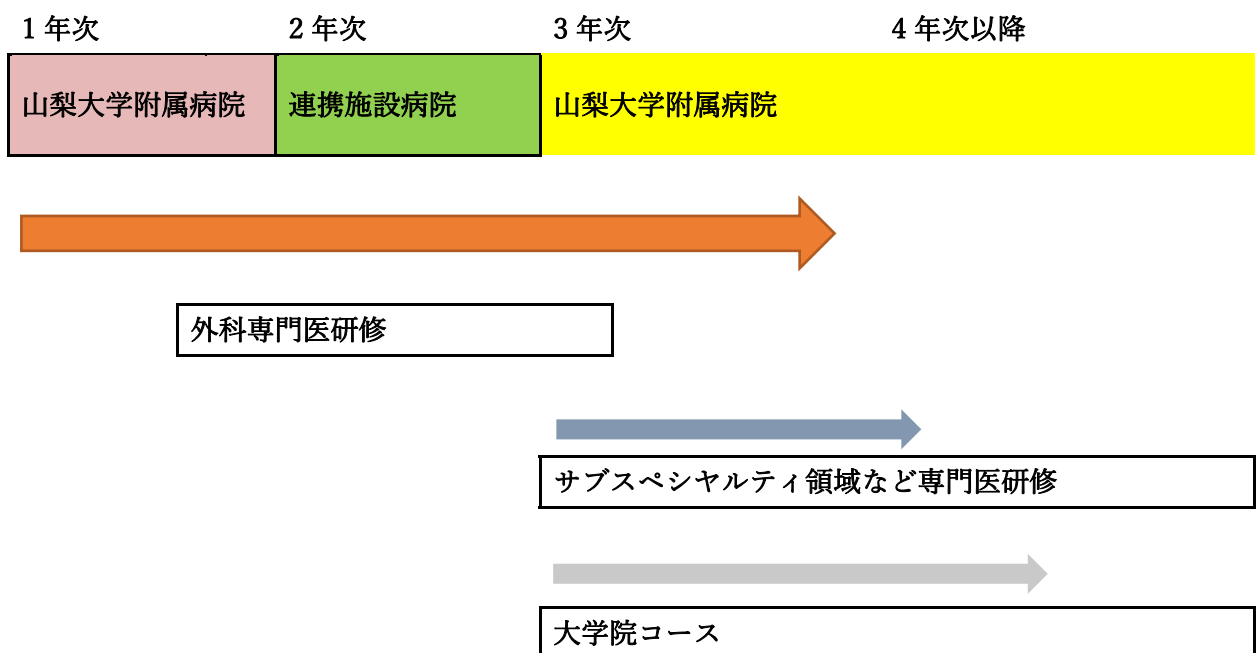 1 年次 2 年次 3 年次 4 年次以降
山梨大学附属病院 連携施設病院 山梨大学附属病院
外科専門医研修
サブスペシヤルティ領域など専門医研修
大学院コース